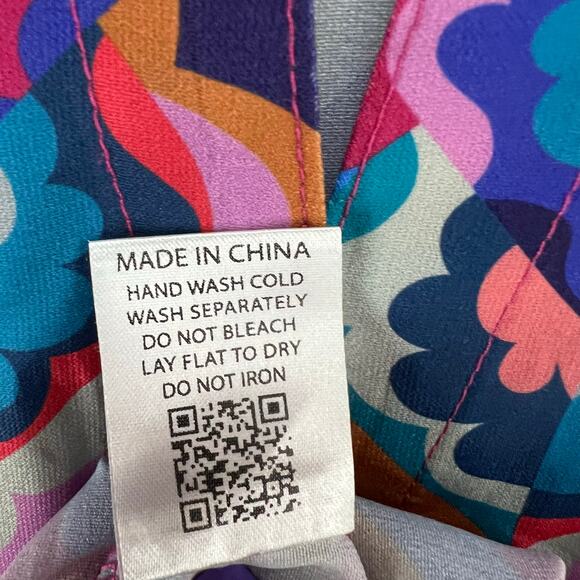 MADE IN CHINA
HAND WASH COLD
WASH SEPARATELY
DO NOT BLEACH
LAY FLAT TO DRY
DO NOT IRON